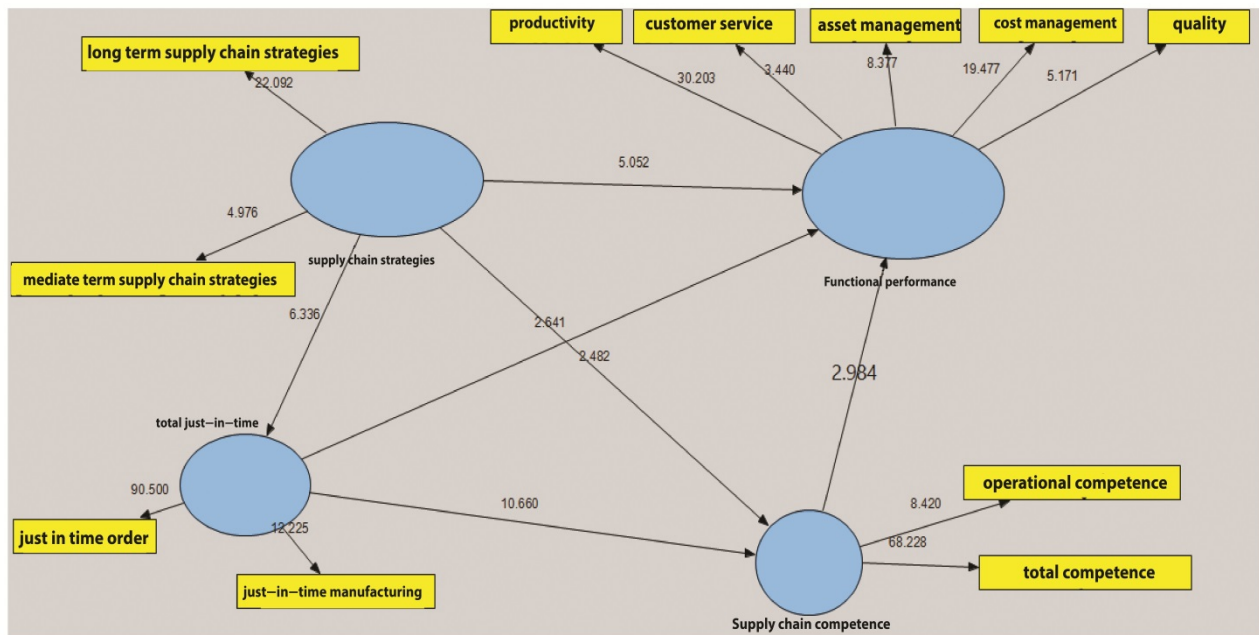 productivity
customer service
asset management
cost management
quality
long term supply chain strategies
30.203
3.440
8.377
19.477
5.171
22.092
5.052
4.976
supply chain strategies
mediate term supply chain strategies
Functional performance
6.336
2.641
2.482
2.984
total just–in–time
90.500
10.660
operational competence
8.420
just in time order
12.225
68.228
total competence
just–in–time manufacturing
Supply chain competence